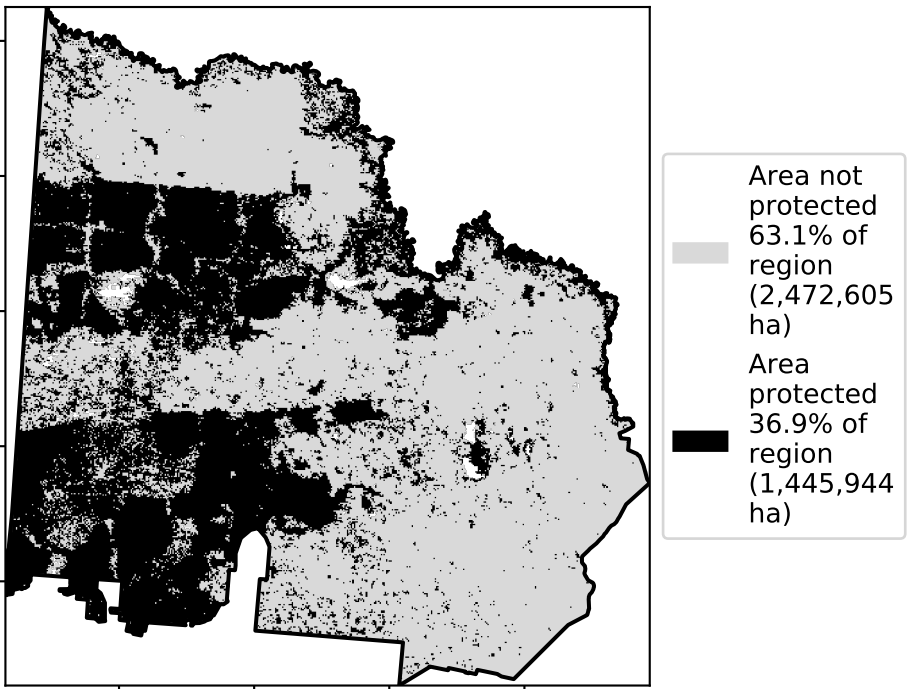 Area not
protected
63.1% of
region
(2,472,605
ha)
Area
protected
36.9% of
region
(1,445,944
ha)